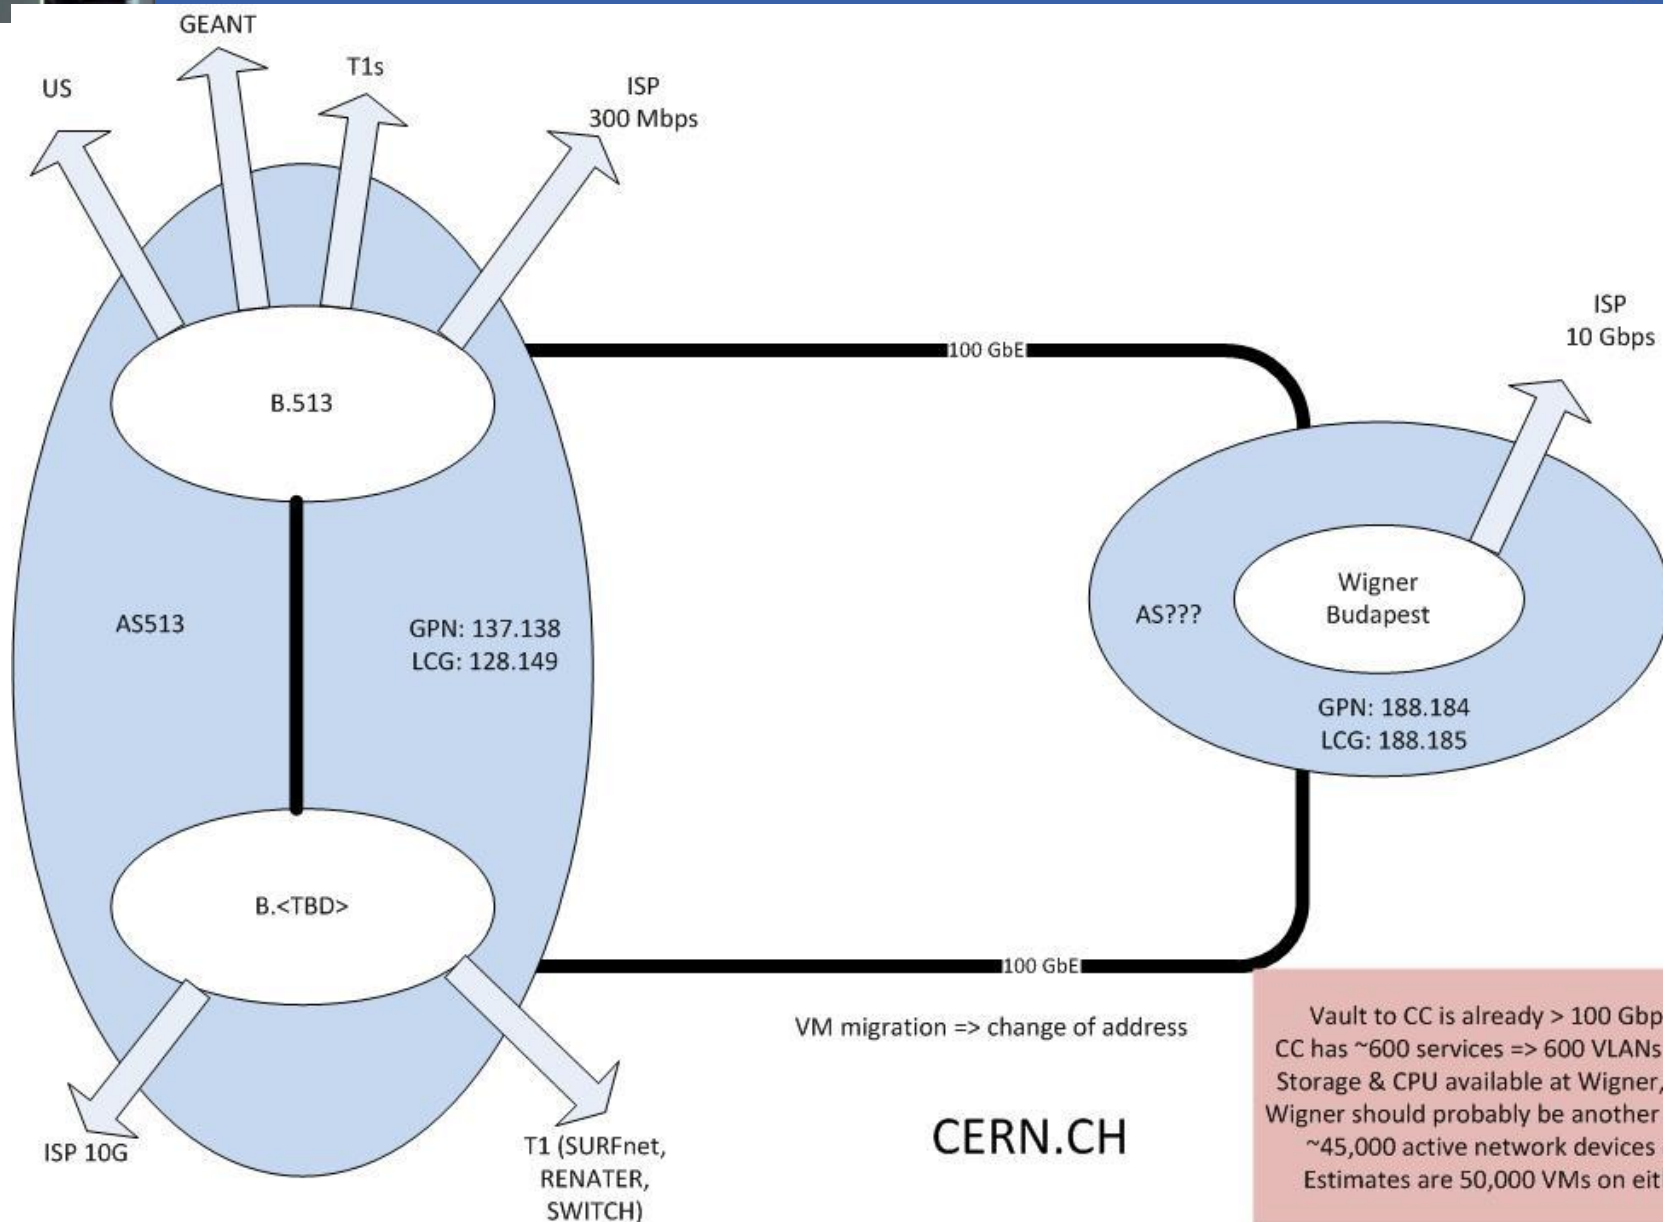 GEANT
US
T1s
ISP
300 Mbps
100 GbE
ISP
10 Gbps
B.513
Wigner
Budapest
AS???
AS513
GPN: 137.138
LCG: 128.149
GPN: 188.184
LCG: 188.185
B.<TBD>
100 GbE
VM migration => change of address
CERN.CH
ISP 10G
T1 (SURFnet,
RENATER,
SWITCH)
Vault to CC is already > 100 Gbp
CC has ~600 services => 600 VLANs
Storage & CPU available at Wigner,
Wigner should probably be another
~45,000 active network devices
Estimates are 50,000 VMs on eit